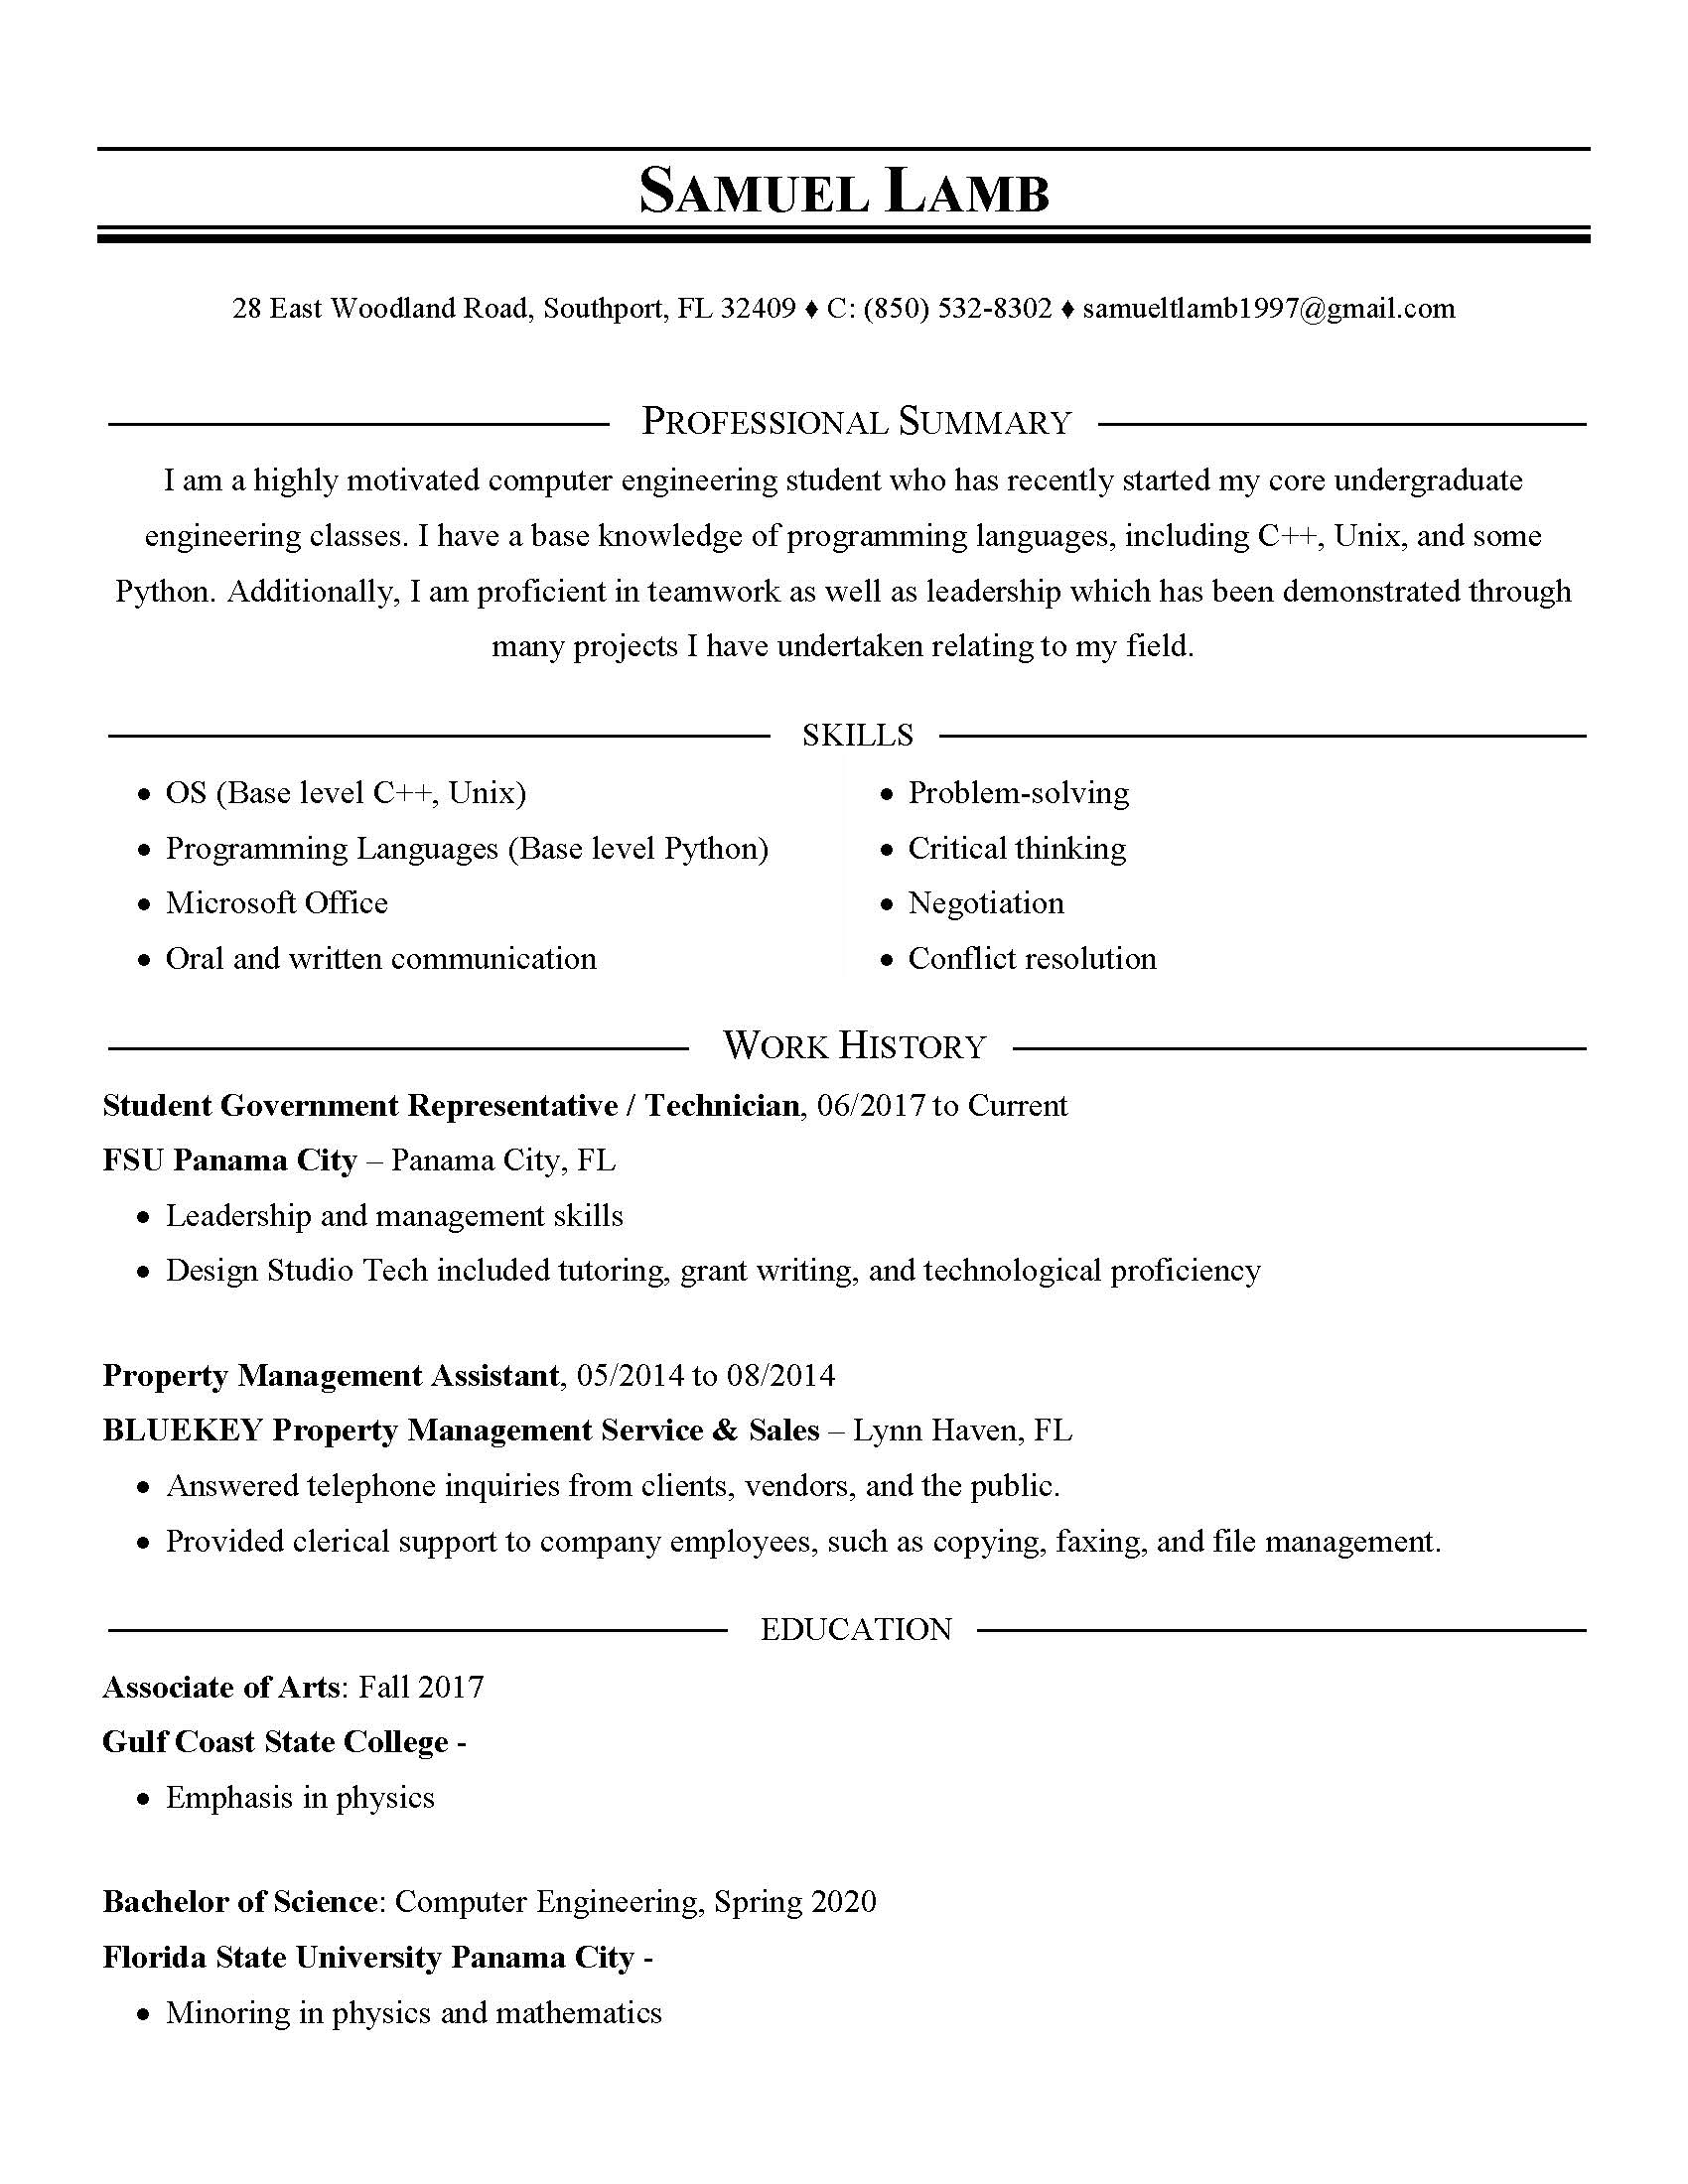 SAMUEL LAMB
28 East Woodland Road, Southport, FL 32409 ♦ C: (850) 532-8302 ♦ samueltlamb1997@gmail.com
PROFESSIONAL SUMMARY
I am a highly motivated computer engineering student who has recently started my core undergraduate
engineering classes. I have a base knowledge of programming languages, including C++, Unix, and some
Python. Additionally, I am proficient in teamwork as well as leadership which has been demonstrated through
many projects I have undertaken relating to my field.
SKILLS
• OS (Base level C++, Unix)
• Programming Languages (Base level Python)
• Microsoft Office
• Oral and written communication
• Problem-solving
• Critical thinking
• Negotiation
• Conflict resolution
WORK HISTORY
Student Government Representative / Technician, 06/2017 to Current
FSU Panama City – Panama City, FL
• Leadership and management skills
• Design Studio Tech included tutoring, grant writing, and technological proficiency
Property Management Assistant, 05/2014 to 08/2014
BLUEKEY Property Management Service & Sales – Lynn Haven, FL
• Answered telephone inquiries from clients, vendors, and the public.
• Provided clerical support to company employees, such as copying, faxing, and file management.
EDUCATION
Associate of Arts: Fall 2017
Gulf Coast State College -
• Emphasis in physics
Bachelor of Science: Computer Engineering, Spring 2020
Florida State University Panama City -
• Minoring in physics and mathematics